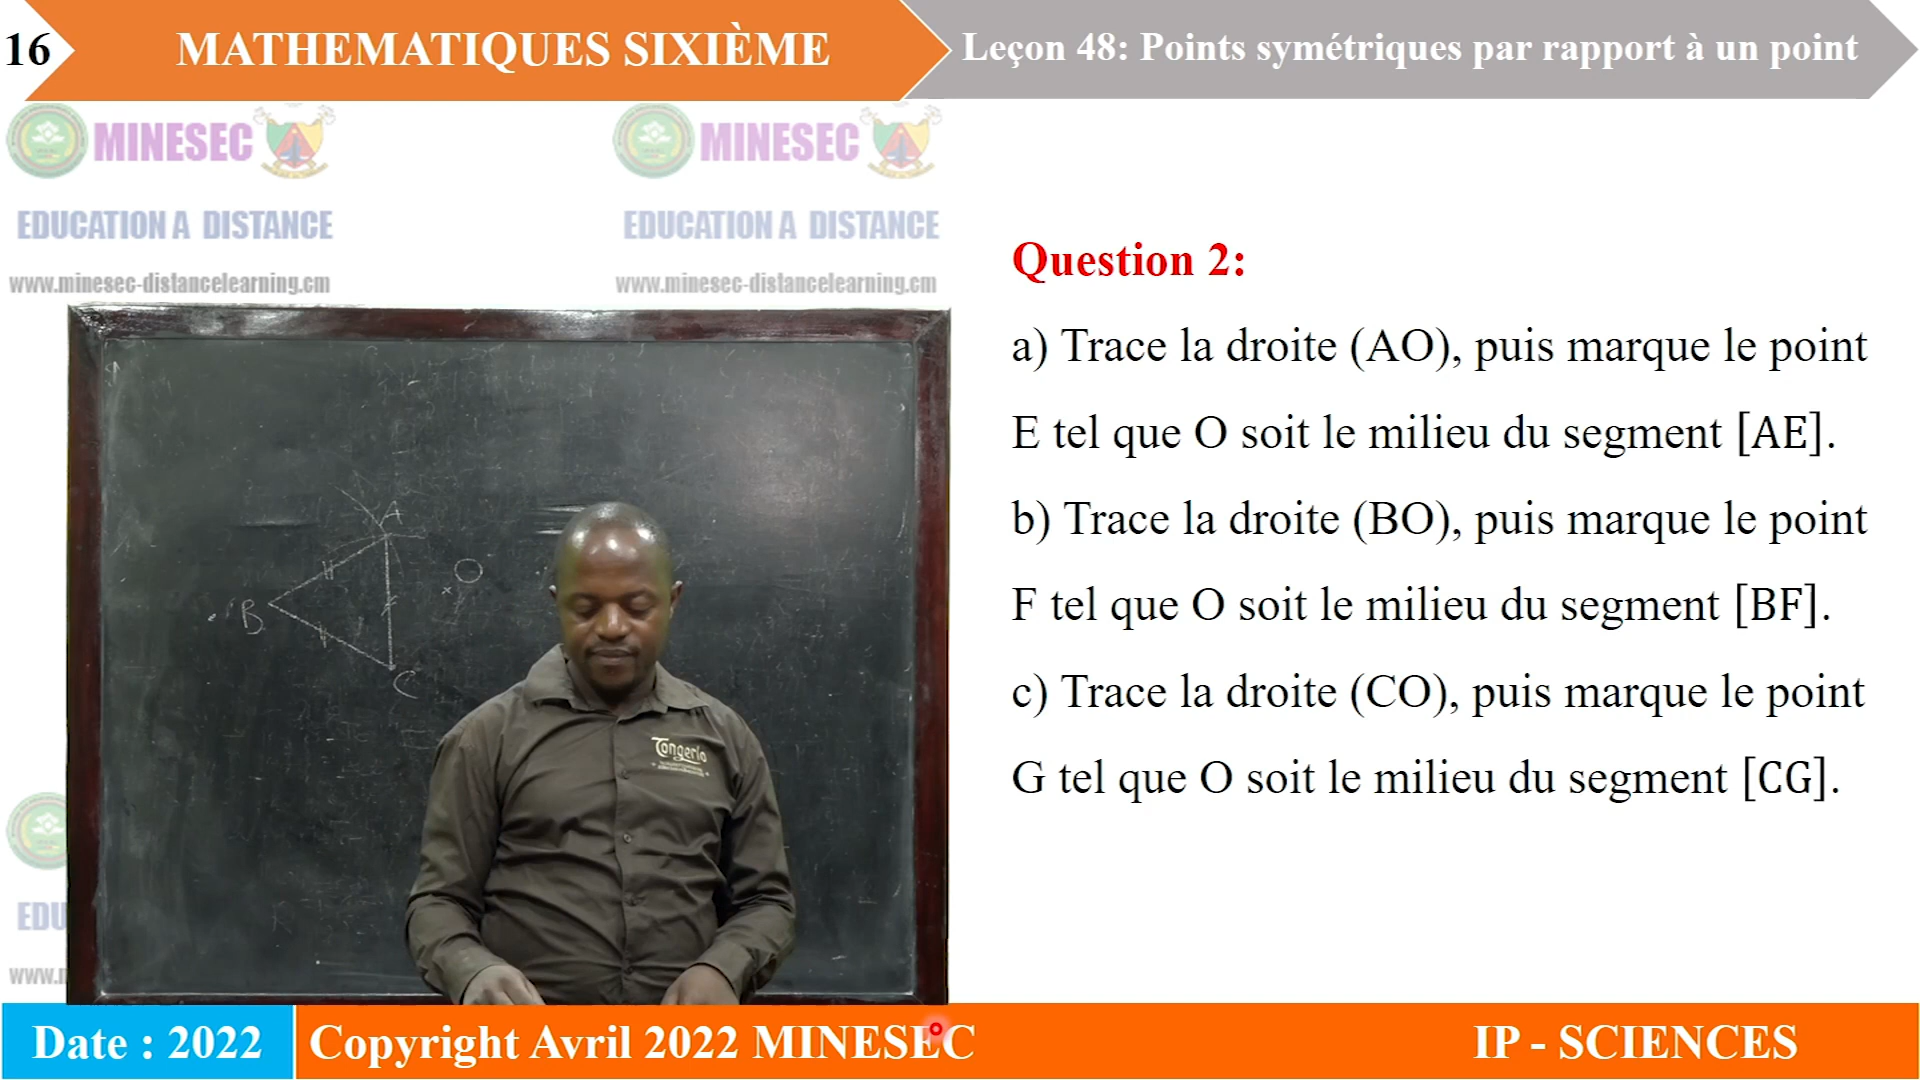 16
MATHEMATIQUES SIXIÈME
Leçon 48: Points symétriques par rapport à un point
MINESEC
MINESEC
EDUCATION A DISTANCE
EDUCATION A DISTANCE
www.minesec-distancelearning.cm
www.minesec-distancelearning.cm
Question 2:
a) Trace la droite (AO), puis marque le point
E tel que O soit le milieu du segment [AE].
b) Trace la droite (BO), puis marque le point
F tel que O soit le milieu du segment [BF].
c) Trace la droite (CO), puis marque le point
G tel que O soit le milieu du segment [CG].
A
O
B
C
Tongerlo
EDU
www.
Date : 2022
Copyright Avril 2022 MINESEC
IP - SCIENCES